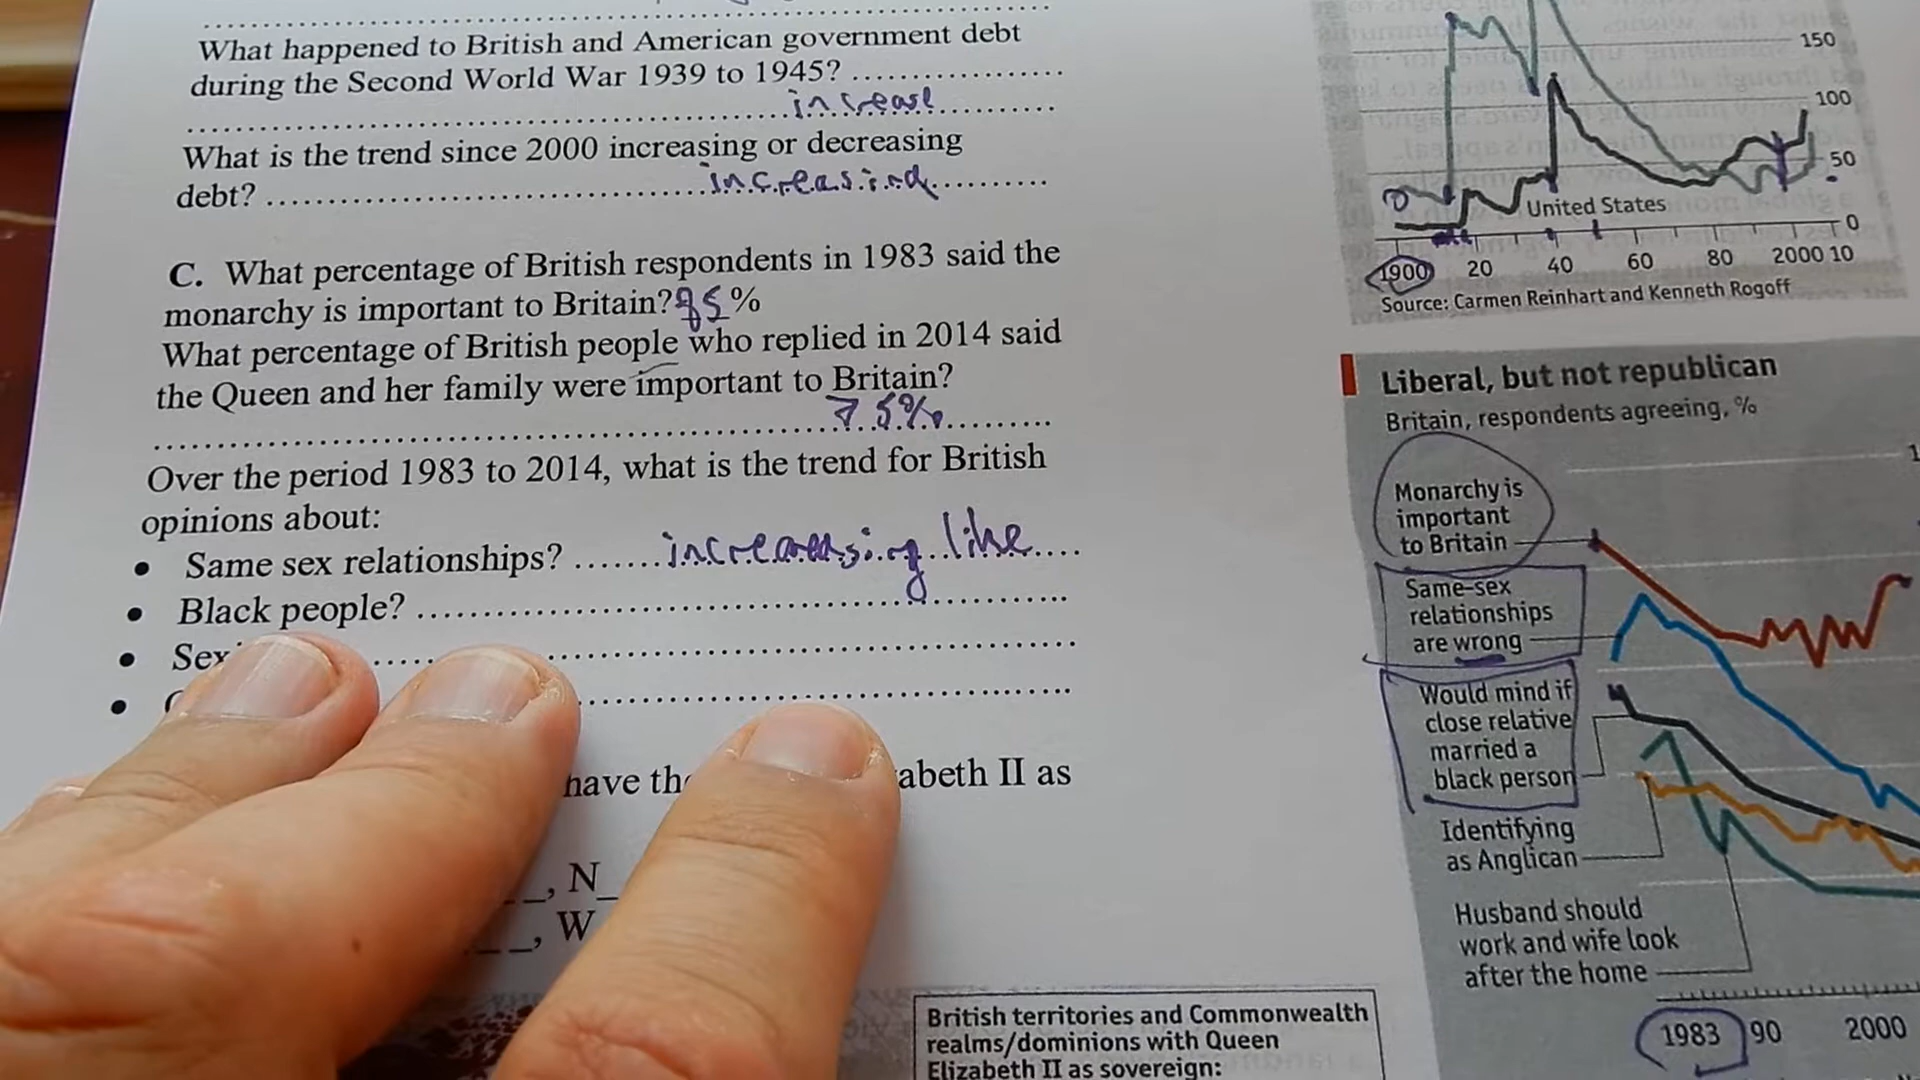 What happened to British and American government debt
during the Second World War 1939 to 1945?
increase
What is the trend since 2000 increasing or decreasing
debt? increasing
C. What percentage of British respondents in 1983 said the
monarchy is important to Britain? 85%
What percentage of British people who replied in 2014 said
the Queen and her family were important to Britain?
75%
Over the period 1983 to 2014, what is the trend for British
opinions about:
• Same sex relationships? increasing like
• Black people?
• Sex
•
have the
abeth II as
, N
, W
150
100
50
0
United States
1900 20 40 60 80 2000 10
Source: Carmen Reinhart and Kenneth Rogoff
Liberal, but not republican
Britain, respondents agreeing, %
Monarchy is
important
to Britain
Same-sex
relationships
are wrong
Would mind if
close relative
married a
black person
Identifying
as Anglican
Husband should
work and wife look
after the home
1983 90 2000
British territories and Commonwealth
realms/dominions with Queen
Elizabeth II as sovereign: